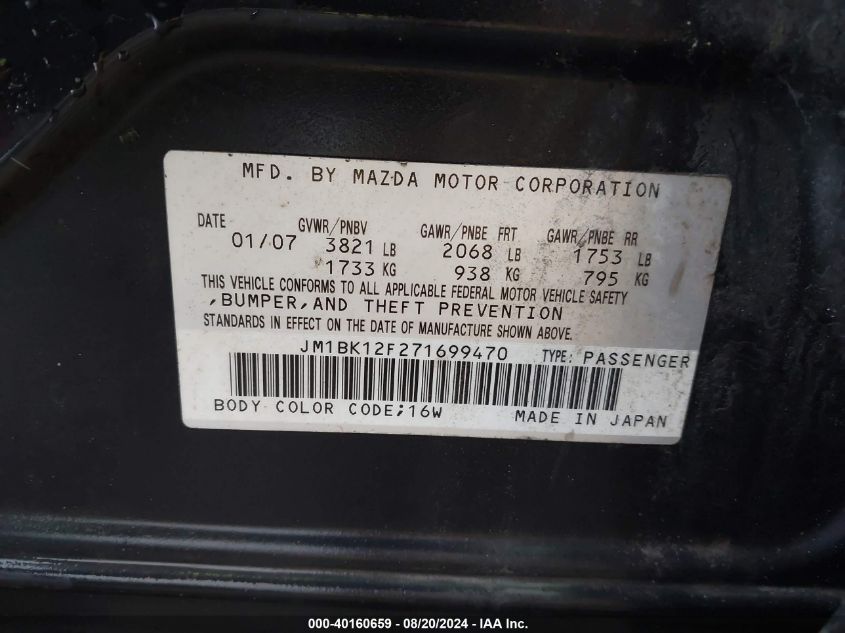 MFD. BY MAZDA MOTOR CORPORATION
DATE GVWR/PNBV GAWR/PNBE FRT GAWR/PNBE RR
01/07 3821 LB 2068 LB 1753 LB
1733 KG 938 KG 795 KG
THIS VEHICLE CONFORMS TO ALL APPLICABLE FEDERAL MOTOR VEHICLE SAFETY
,BUMPER,AND THEFT PREVENTION
STANDARDS IN EFFECT ON THE DATE OF MANUFACTURE SHOWN ABOVE.
JM1BK12F271699470 TYPE: PASSENGER
BODY COLOR CODE;16W MADE IN JAPAN
000-40160659 - 08/20/2024 - IAA Inc.